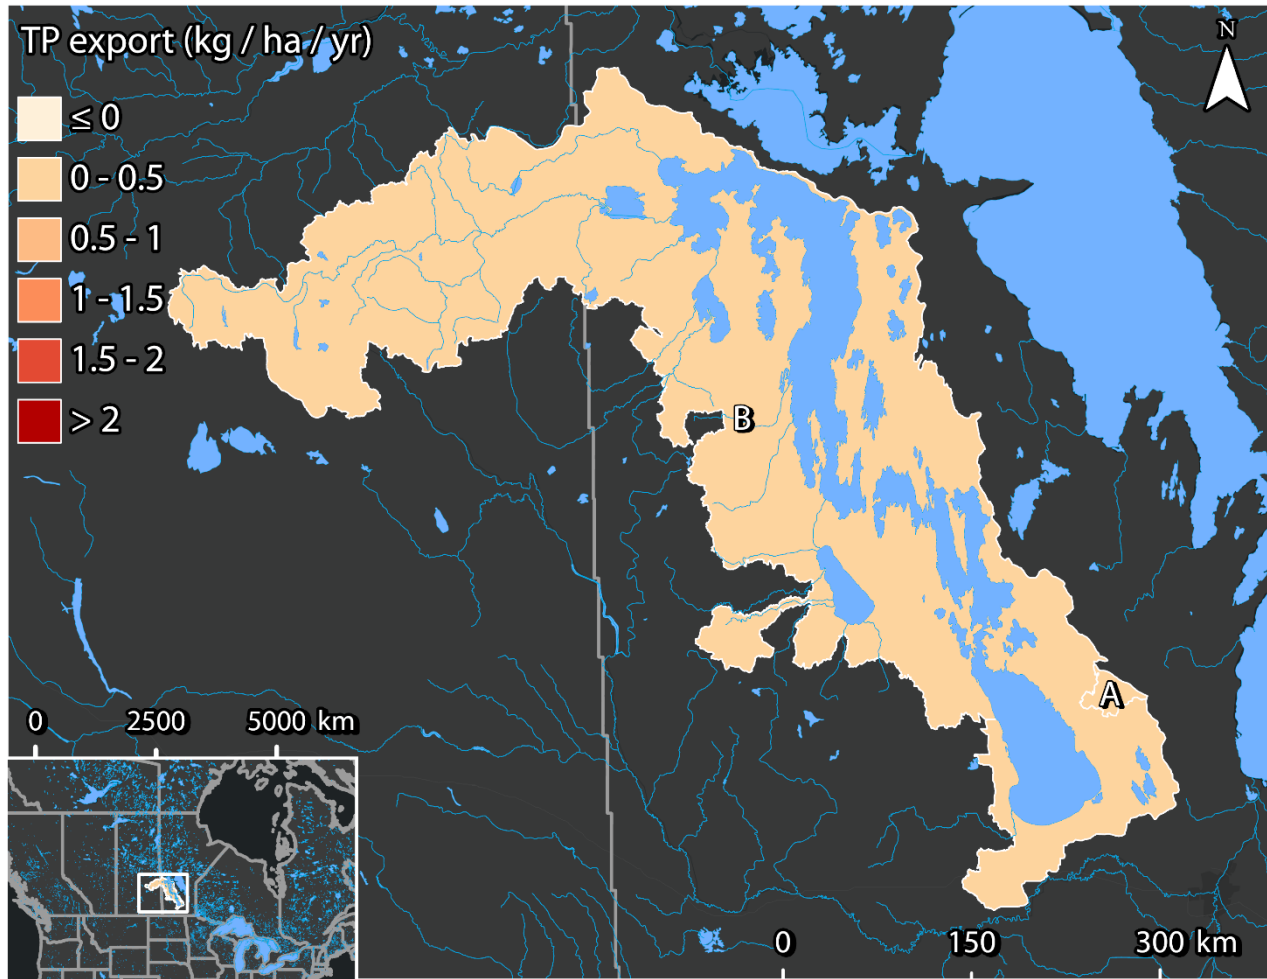 TP export (kg / ha / yr)
N
≤ 0
0 - 0.5
0.5 - 1
1 - 1.5
1.5 - 2
> 2
B
A
0 2500 5000 km
0 150 300 km